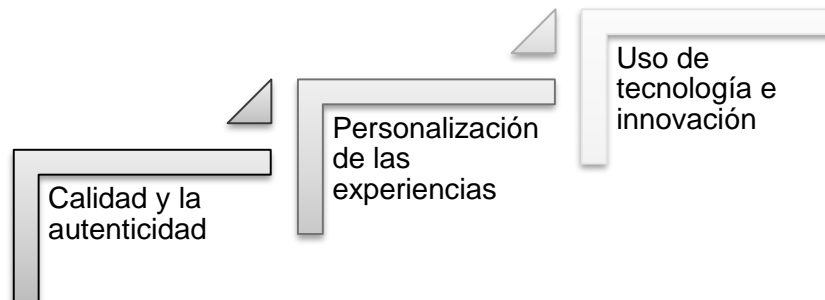 Calidad y la
autenticidad
Personalización
de las
experiencias
Uso de
tecnología e
innovación